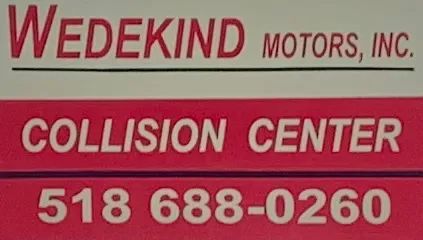 WEDEKIND MOTORS, INC.
COLLISION CENTER
518 688-0260